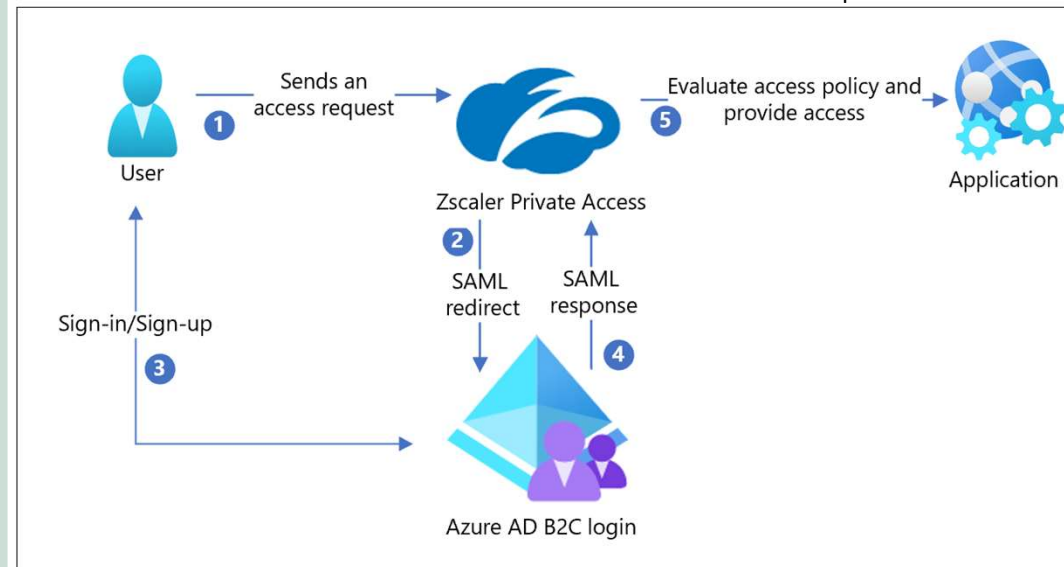 Sends an
access request
1
Evaluate access policy and
provide access
5
User
Zscaler Private Access
Application
2
SAML
redirect
SAML
response
4
Sign-in/Sign-up
3
Azure AD B2C login